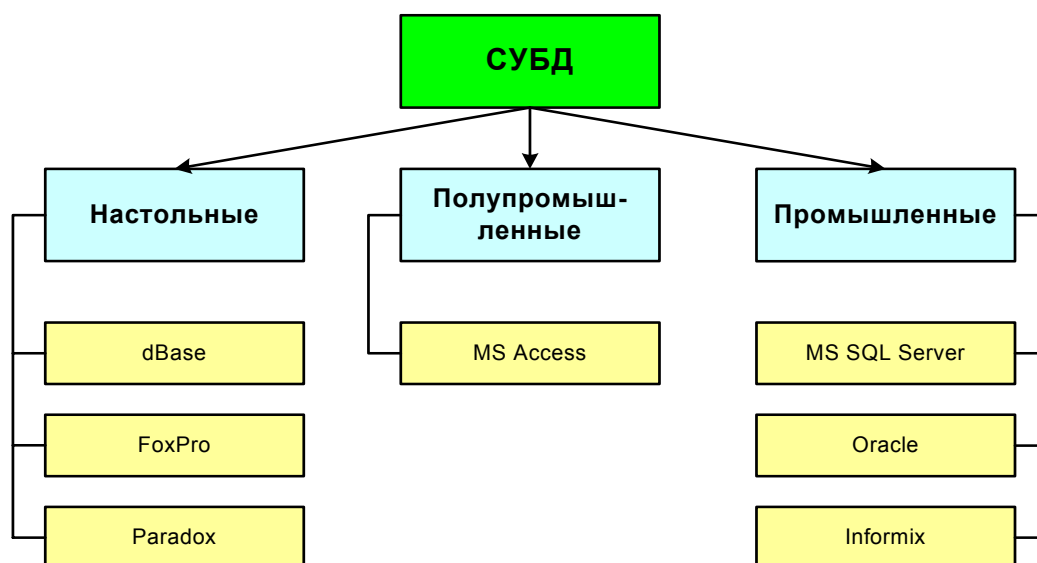 СУБД
Настольные
Полупромыш-
ленные
Промышленные
dBase
MS Access
MS SQL Server
FoxPro
Oracle
Paradox
Informix